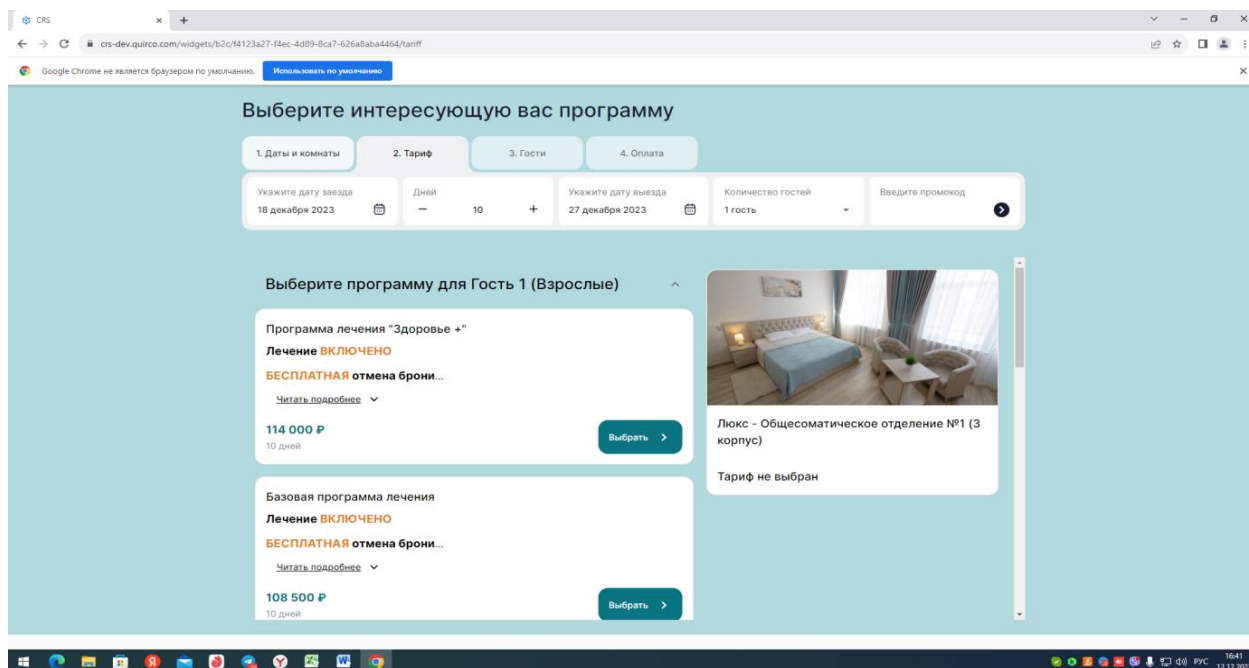 CRS
crs-dev.quirco.com/widgets/b2c/f4123a27-f4ec-4d89-8ca7-626a8aba4464/tariff
Google Chrome не является браузером по умолчанию. Использовать по умолчанию
Выберите интересующую вас программу
1. Даты и комнаты 2. Тариф 3. Гости 4. Оплата
Укажите дату заезда Дней Укажите дату выезда Количество гостей Введите промокод
18 декабря 2023 − 10 + 27 декабря 2023 1 гость
Выберите программу для Гость 1 (Взрослые)
Программа лечения "Здоровье +"
Лечение ВКЛЮЧЕНО
БЕСПЛАТНАЯ отмена брони...
Читать подробнее
114 000 ₽
10 дней
Выбрать
Люкс - Общесоматическое отделение №1 (3
корпус)
Тариф не выбран
Базовая программа лечения
Лечение ВКЛЮЧЕНО
БЕСПЛАТНАЯ отмена брони...
Читать подробнее
108 500 ₽
10 дней
Выбрать
РУС
16:41